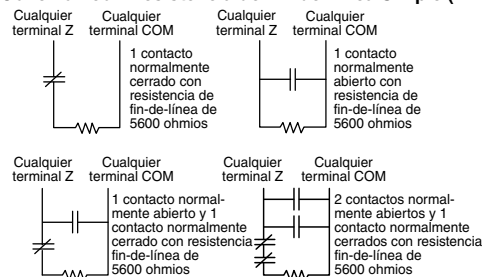 Cualquier Cualquier
terminal Z terminal COM
1 contacto
normalmente
cerrado con
resistencia de
fin-de-línea de
5600 ohmios
Cualquier Cualquier
terminal Z terminal COM
1 contacto
normalmente
abierto con
resistencia de
fin-de-línea de
5600 ohmios
Cualquier Cualquier
terminal Z terminal COM
1 contacto normal-
mente abierto y 1
contacto normalmente
cerrado con resistencia
fin-de-línea de
5600 ohmios
Cualquier Cualquier
terminal Z terminal COM
2 contactos normal-
mente abiertos y 1
contacto normalmente
cerrados con resistencia
fin-de-línea de
5600 ohmios